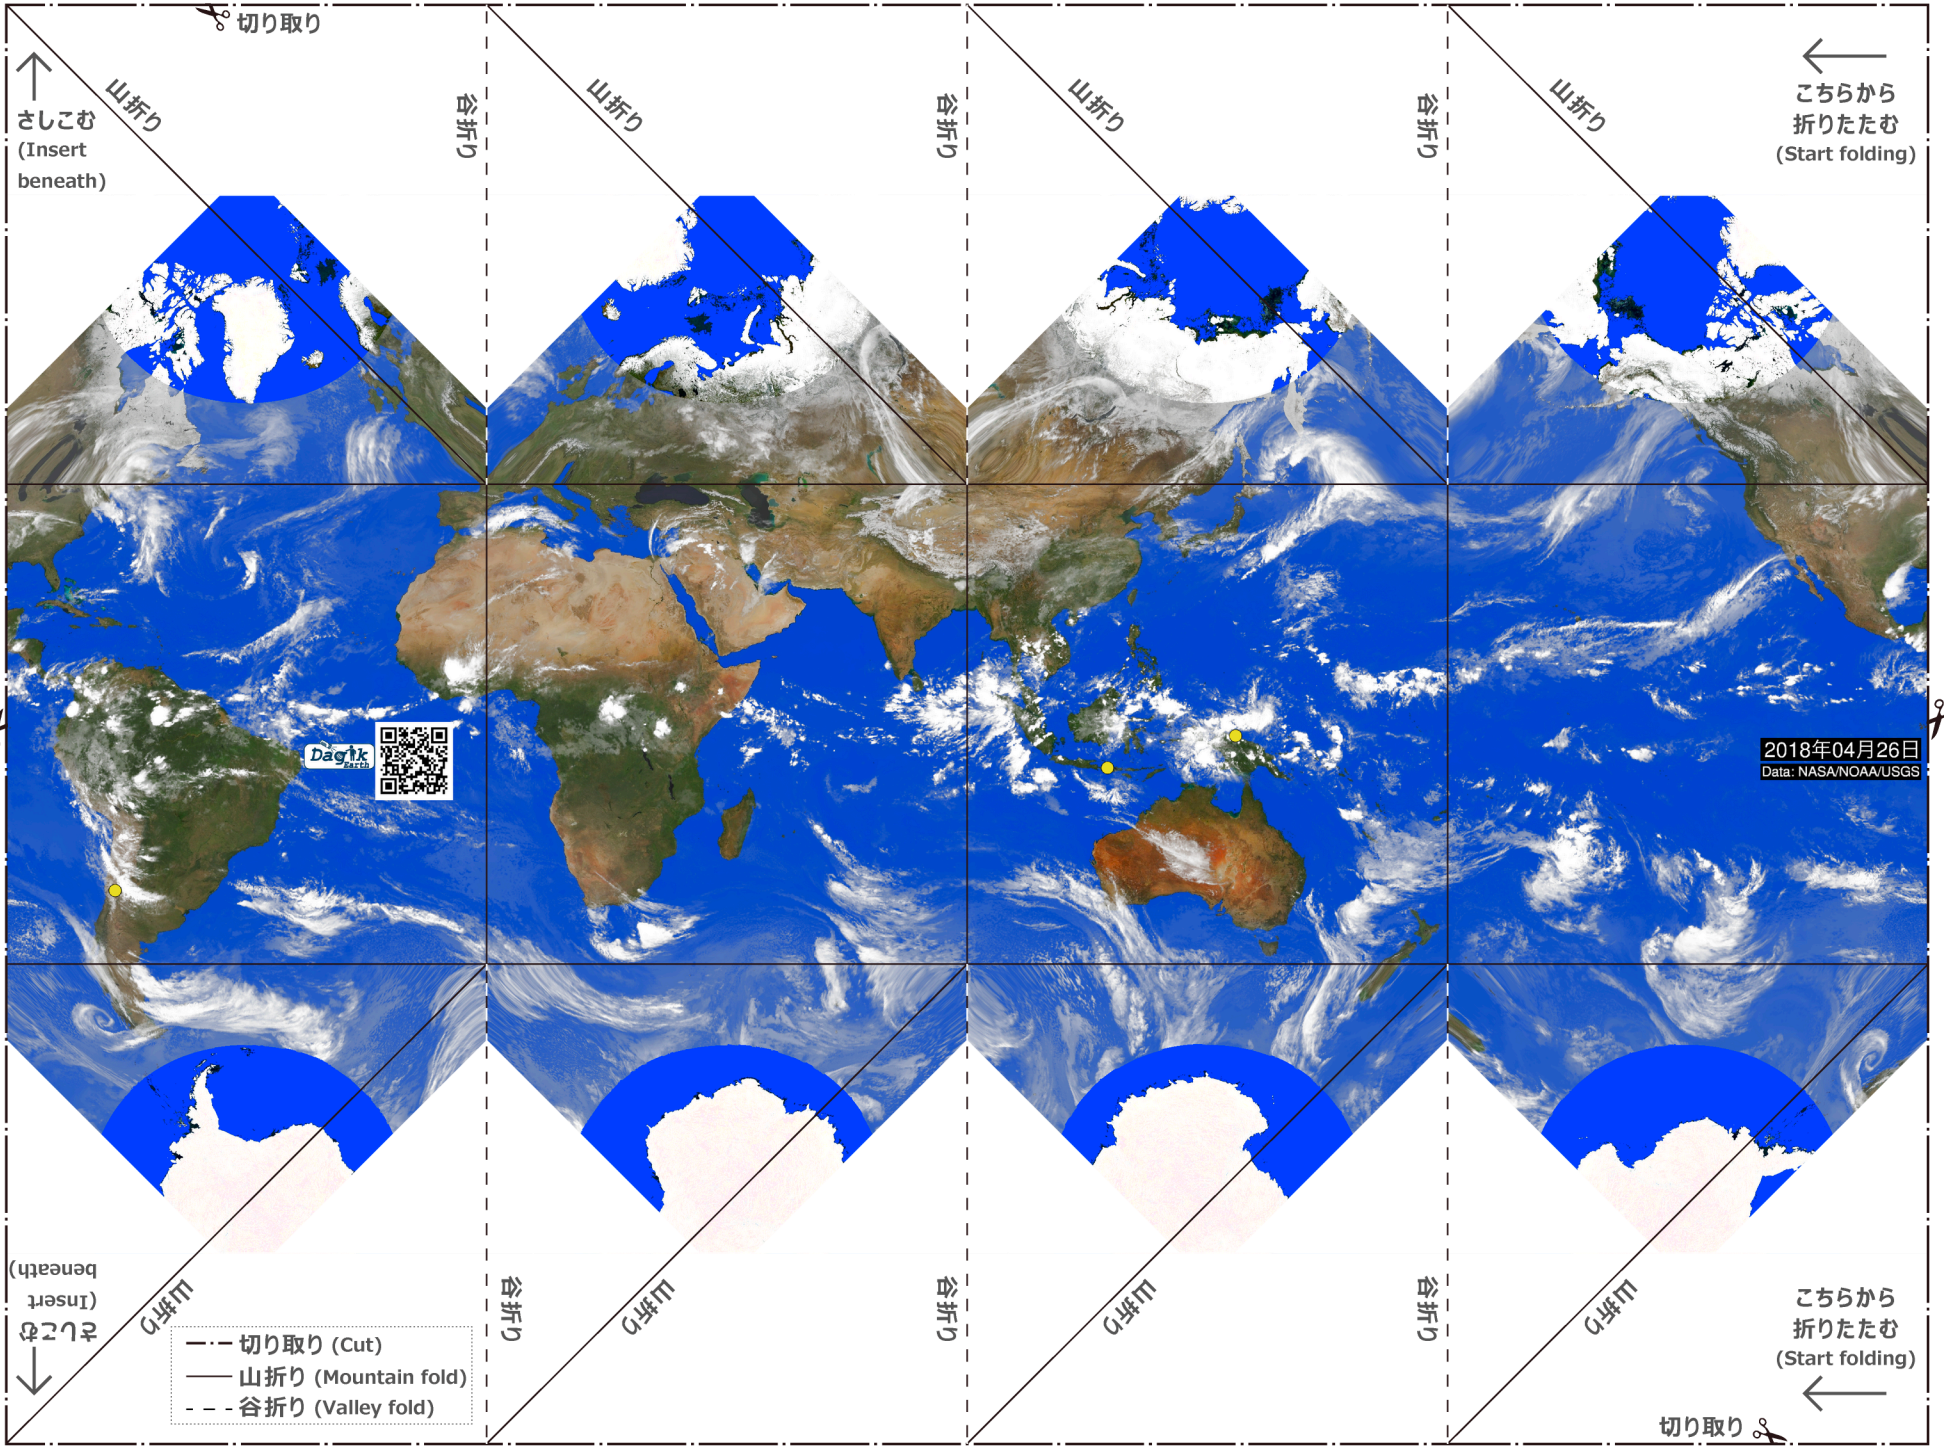 切り取り
山折り
谷折り
山折り
谷折り
山折り
谷折り
山折り
さしこむ
(Insert
beneath)
こちらから
折りたたむ
(Start folding)
Dagik
Earth
2018年04月26日
Data: NASA/NOAA/USGS
さしこむ
(Insert
beneath)
山折り
谷折り
山折り
谷折り
山折り
谷折り
山折り
こちらから
折りたたむ
(Start folding)
切り取り (Cut)
山折り (Mountain fold)
谷折り (Valley fold)
切り取り